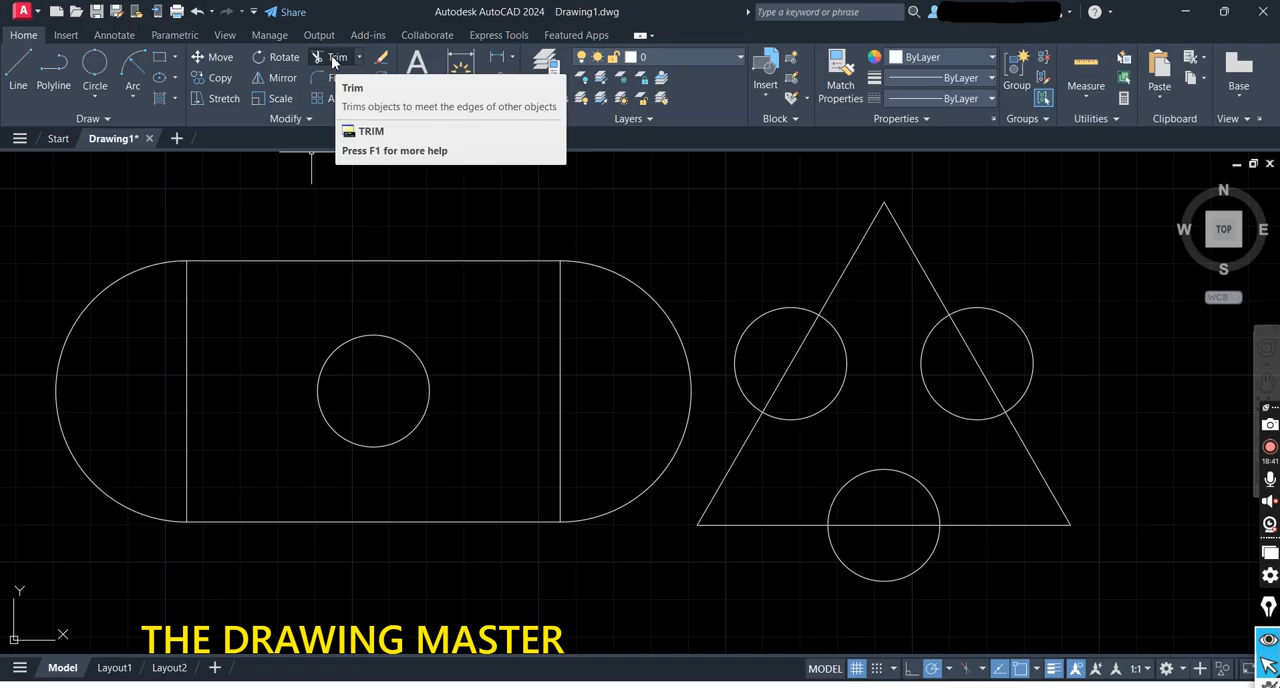 A
Share
Autodesk AutoCAD 2024 Drawing1.dwg
Type a keyword or phrase
Home Insert Annotate Parametric View Manage Output Add-ins Collaborate Express Tools Featured Apps
Line Polyline Circle Arc
Move Rotate Trim
Copy Mirror
Stretch Scale
A
0
Insert
Match Properties
ByLayer
ByLayer
ByLayer
Group
Measure
Paste
Base
Draw Modify Layers Block Properties Groups Utilities Clipboard View
Trim
Trims objects to meet the edges of other objects
TRIM
Press F1 for more help
Start Drawing1*
N
W TOP E
S
WCS
18:41
Y
X
THE DRAWING MASTER
Model Layout1 Layout2
MODEL 1:1